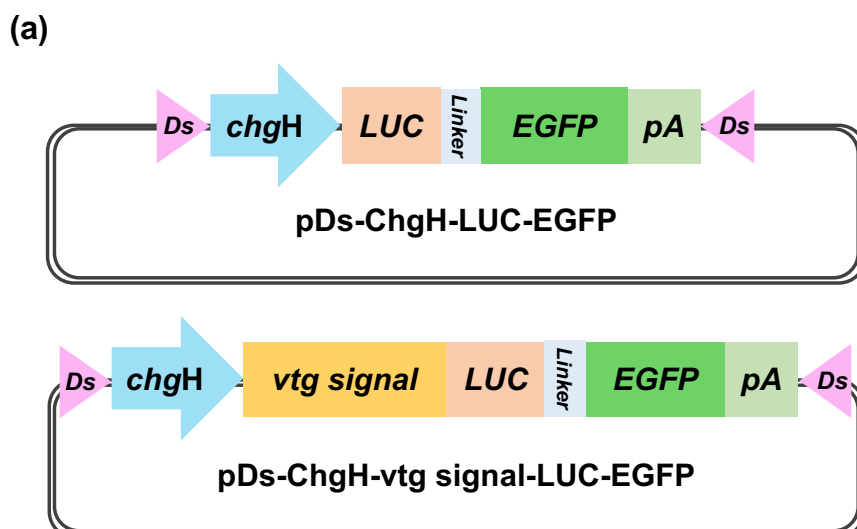 (a)
Ds chgH LUC Linker EGFP pA Ds
pDs-ChgH-LUC-EGFP
Ds chgH vtg signal LUC Linker EGFP pA Ds
pDs-ChgH-vtg signal-LUC-EGFP